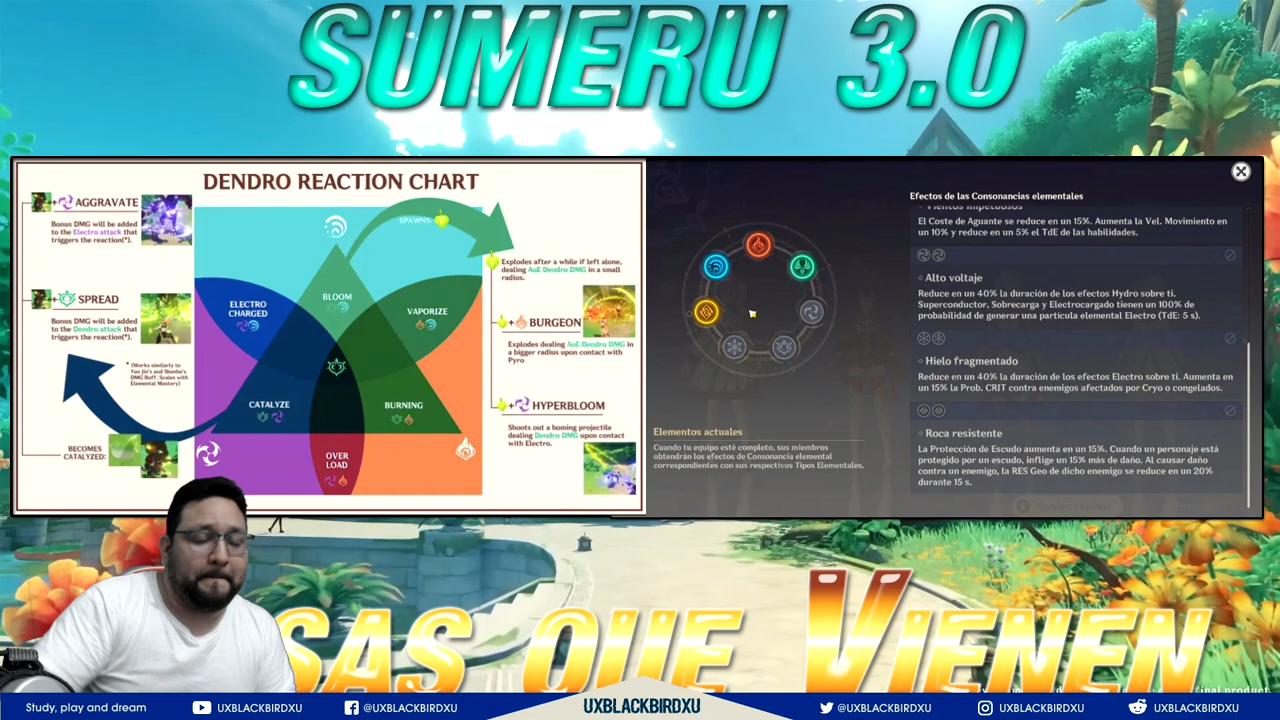 SUMERU 3.0
DENDRO REACTION CHART
+ AGGRAVATE
Bonus DMG will be added
to the Electro attack that
triggers the reaction(*).
+ SPREAD
Bonus DMG will be added
to the Dendro attack that
triggers the reaction(*).
* (Works similarly to
Yun Jin's and Shenhe's
DMG Buff. Scales with
Elemental Mastery)
BECOMES
CATALYZED:
SPAWNS:
BLOOM
ELECTRO
CHARGED
VAPORIZE
CATALYZE
BURNING
OVER
LOAD
Explodes after a while if left alone,
dealing AoE Dendro DMG in a small
radius.
+ BURGEON
Explodes dealing AoE Dendro DMG in
a bigger radius upon contact with
Pyro
+ HYPERBLOOM
Shoots out a homing projectile
dealing Dendro DMG upon contact
with Electro.
Elementos actuales
Cuando tu equipo esté completo, sus miembros
obtendrán los efectos de Consonancia elemental
correspondientes con sus respectivos Tipos Elementales.
Efectos de las Consonancias elementales
Vientos impetuosos
El Coste de Aguante se reduce en un 15%. Aumenta la Vel. Movimiento en
un 10% y reduce en un 5% el TdE de las habilidades.
Alto voltaje
Reduce en un 40% la duración de los efectos Hydro sobre ti.
Superconductor, Sobrecarga y Electrocargado tienen un 100% de
probabilidad de generar una partícula elemental Electro (TdE: 5 s).
Hielo fragmentado
Reduce en un 40% la duración de los efectos Electro sobre ti. Aumenta en
un 15% la Prob. CRIT contra enemigos afectados por Cryo o congelados.
Roca resistente
La Protección de Escudo aumenta en un 15%. Cuando un personaje está
protegido por un escudo, inflige un 15% más de daño. Al causar daño
contra un enemigo, la RES Geo de dicho enemigo se reduce en un 20%
durante 15 s.
SAS QUE VIENEN
final product
Study, play and dream
UXBLACKBIRDXU
@UXBLACKBIRDXU
UXBLACKBIRDXU
@UXBLACKBIRDXU
UXBLACKBIRDXU
UXBLACKBIRDXU